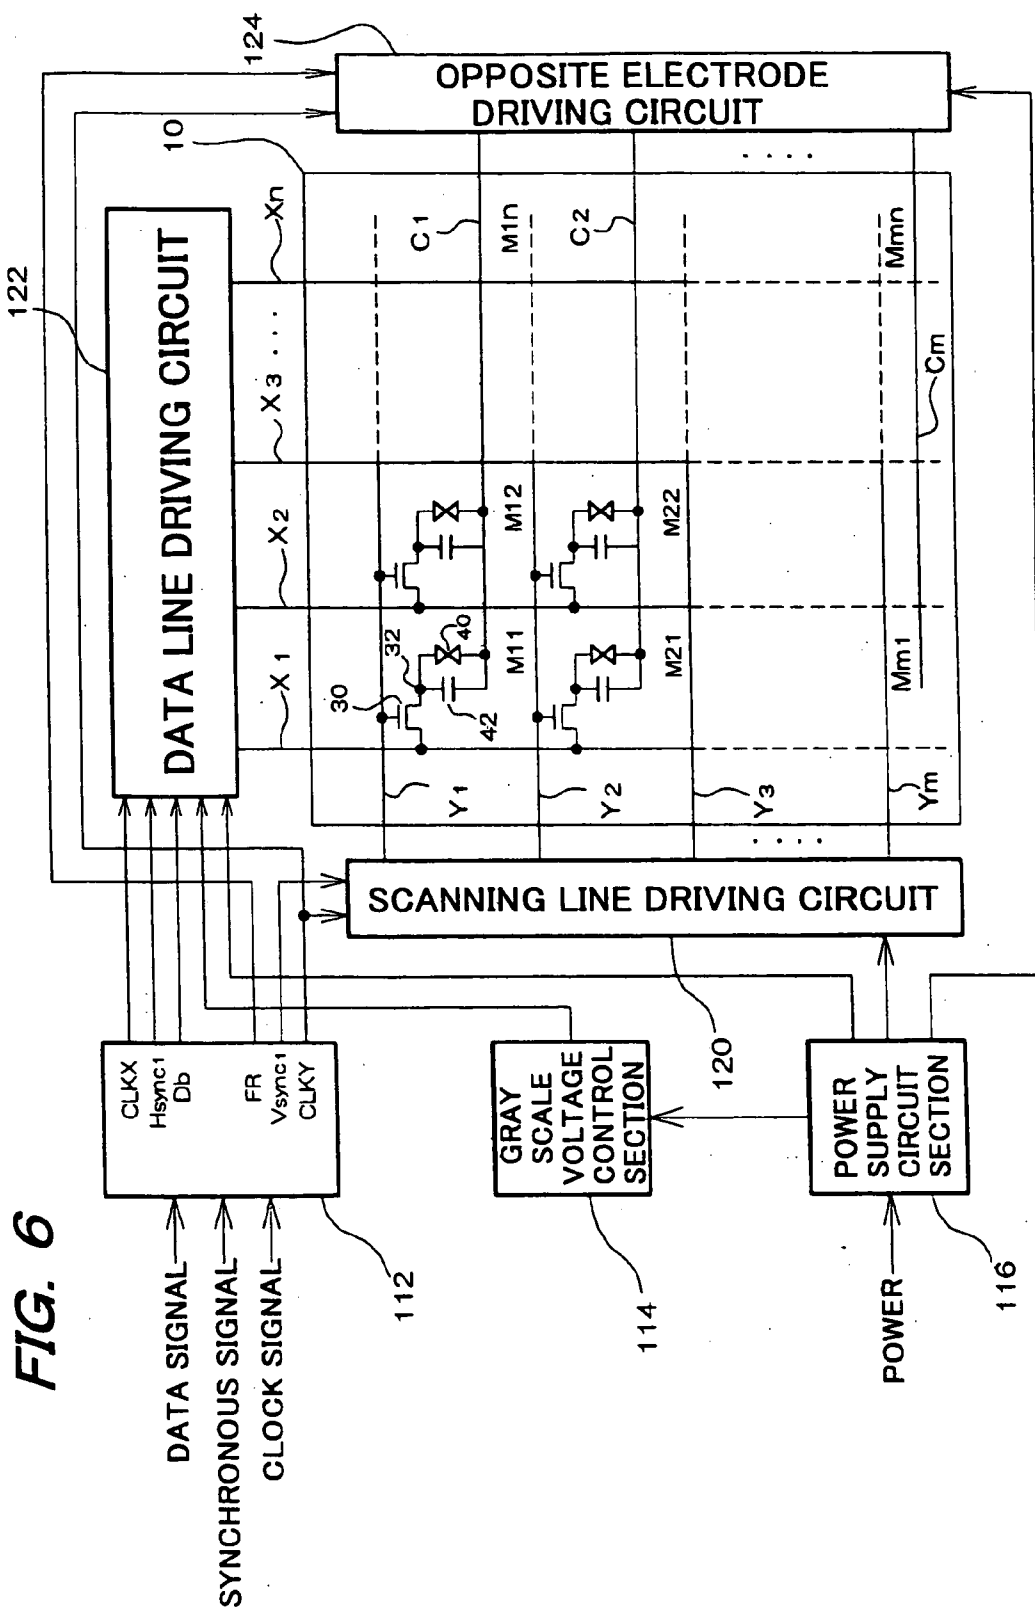 FIG. 6
122
124
10
DATA LINE DRIVING CIRCUIT
OPPOSITE ELECTRODE
DRIVING CIRCUIT
DATA SIGNAL
SYNCHRONOUS SIGNAL
CLOCK SIGNAL
CLKX
Hsync1
Db
FR
Vsync1
CLKY
112
X1
X2
X3
. . . .
Xn
30
32
40
42
Y1
M11
M12
C1
M1n
Y2
M21
M22
C2
Y3
. . . .
. . . .
Ym
Mm1
Cm
Mmn
SCANNING LINE DRIVING CIRCUIT
120
GRAY
SCALE
VOLTAGE
CONTROL
SECTION
114
POWER
POWER
SUPPLY
CIRCUIT
SECTION
116